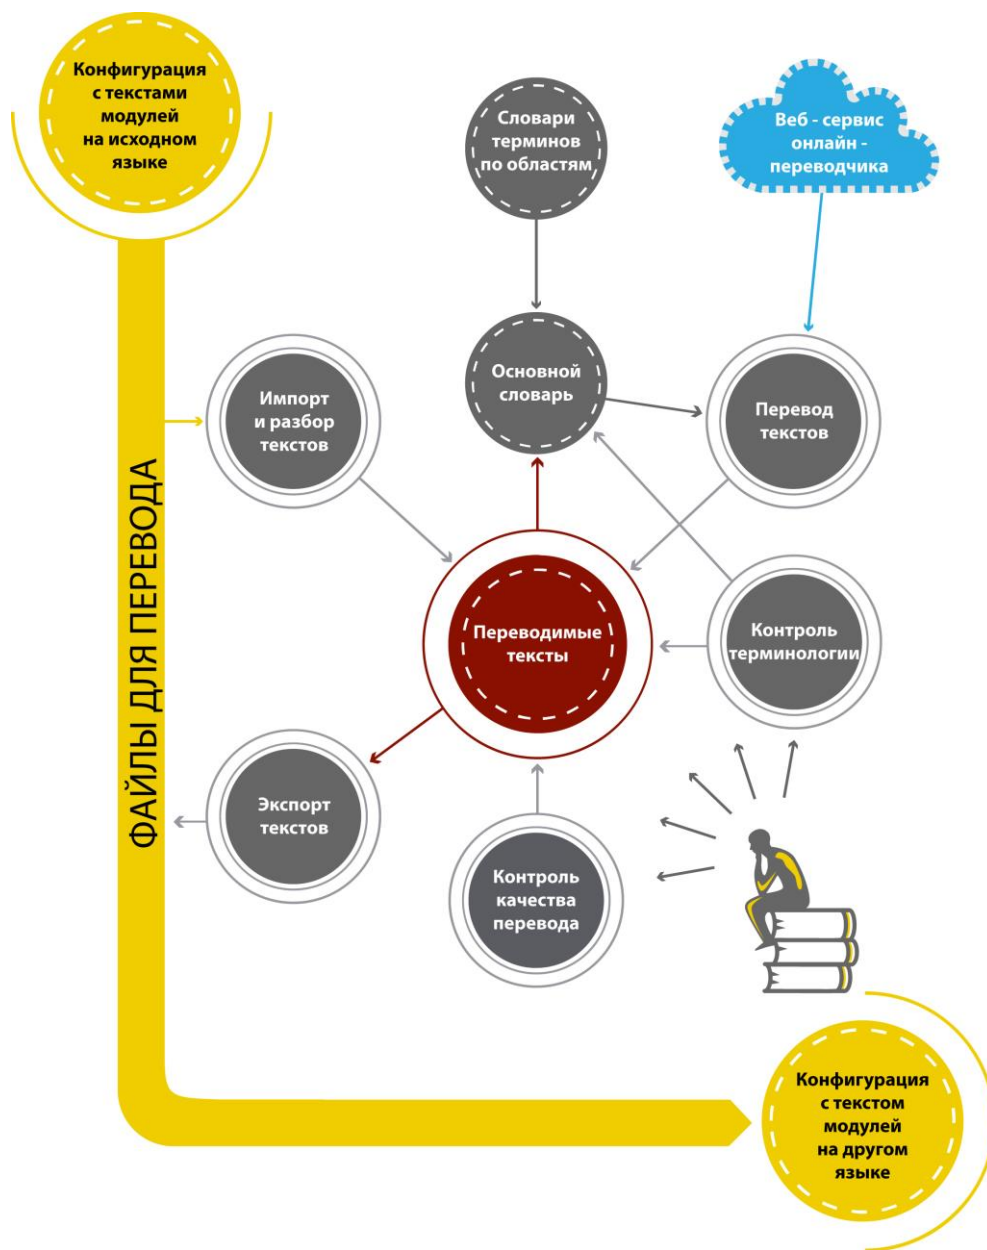 Конфигурация
с текстами
модулей
на исходном
языке
Словари
терминов
по областям
Веб - сервис
онлайн -
переводчика
Импорт
и разбор
текстов
Основной
словарь
Перевод
текстов
ФАЙЛЫ ДЛЯ ПЕРЕВОДА
Переводимые
тексты
Контроль
терминологии
Экспорт
текстов
Контроль
качества
перевода
Конфигурация
с текстом
модулей
на другом
языке